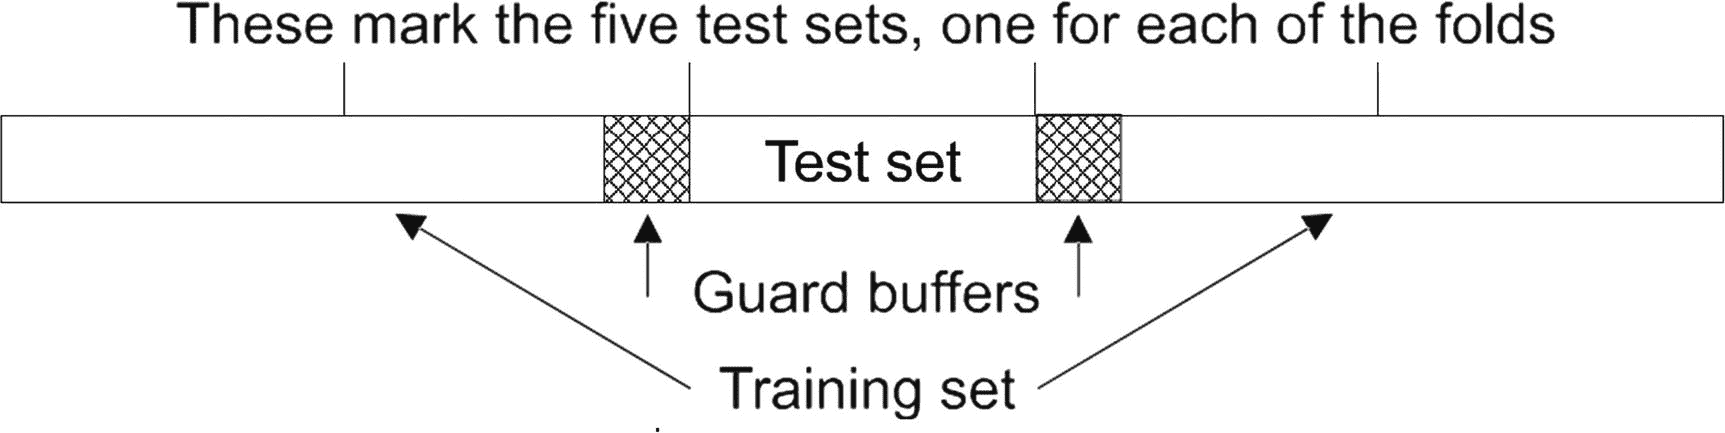 These mark the five test sets, one for each of the folds
Test set
Guard buffers
Training set